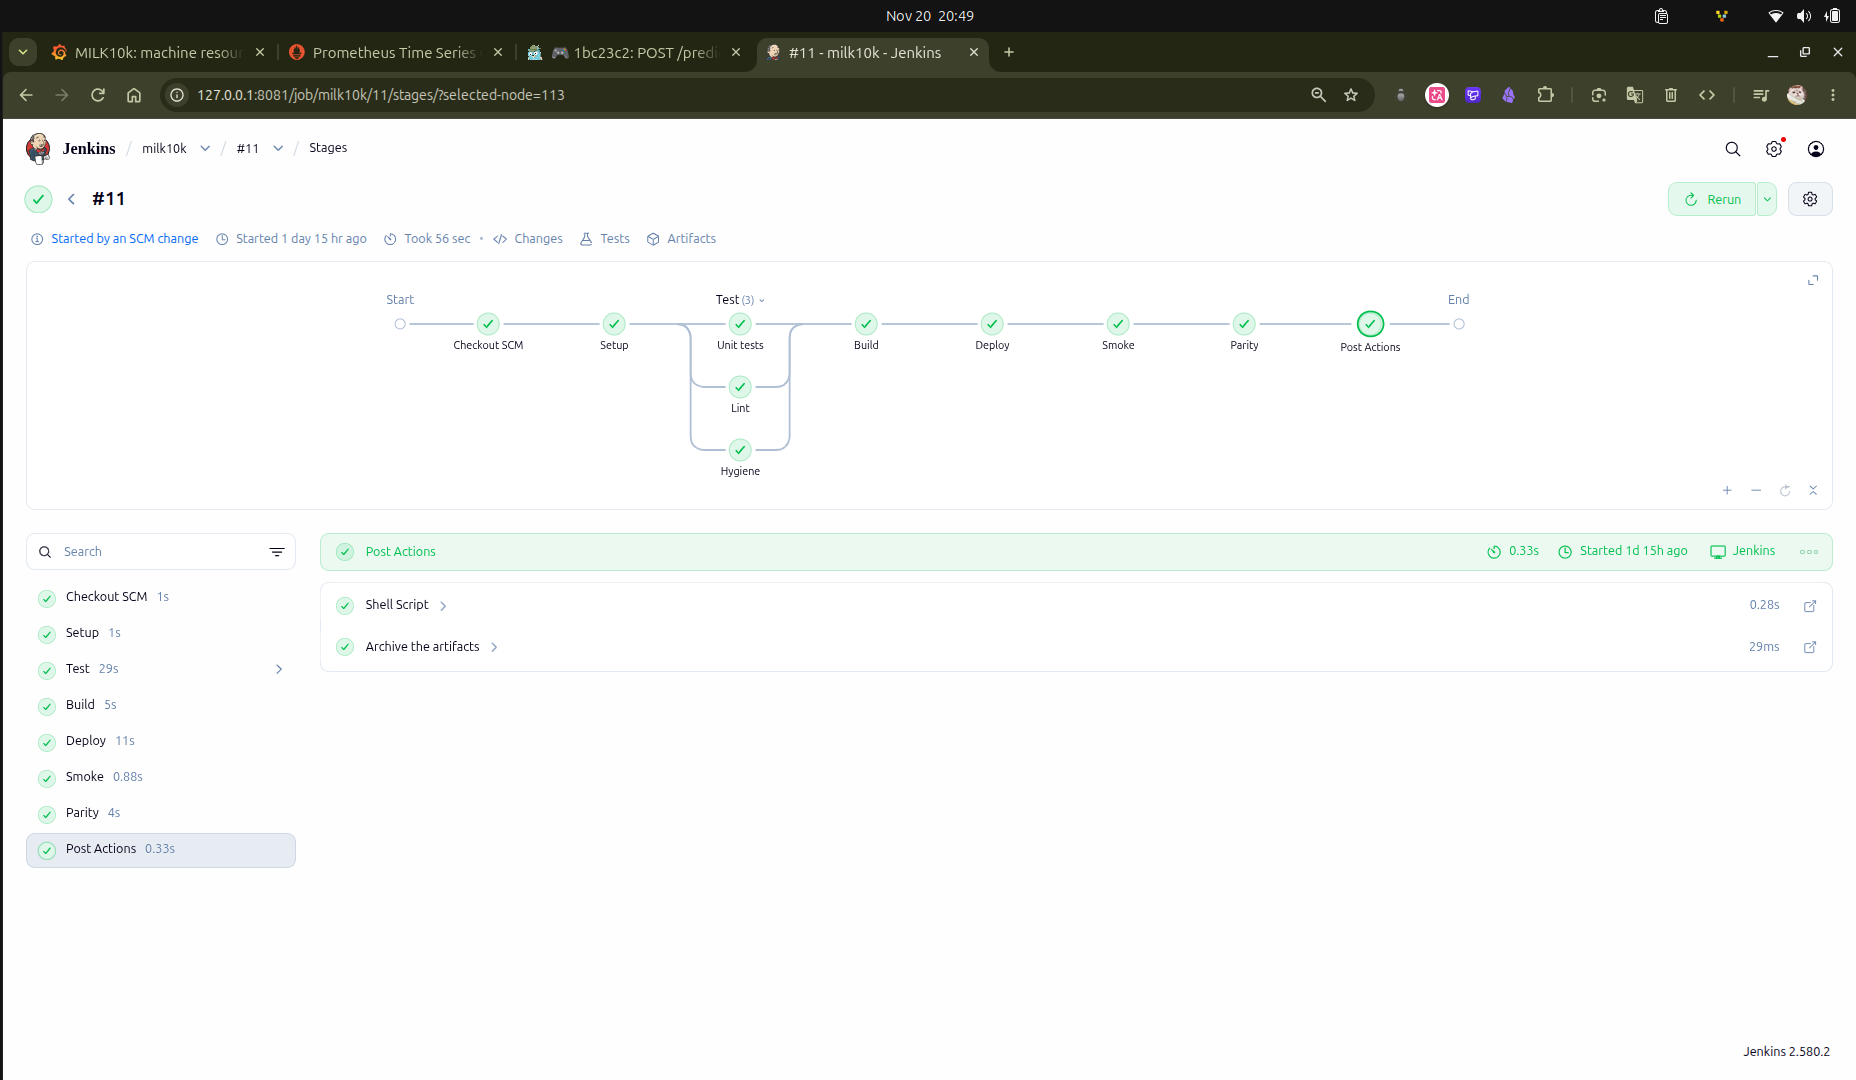 Nov 20 20:49
MILK10k: machine resour
Prometheus Time Series
1bc23c2: POST /predi
#11 - milk10k - Jenkins
127.0.0.1:8081/job/milk10k/11/stages/?selected-node=113
Jenkins / milk10k / #11 / Stages
#11
Rerun
Started by an SCM change
Started 1 day 15 hr ago
Took 56 sec
Changes
Tests
Artifacts
Start
Test (3)
End
Checkout SCM
Setup
Unit tests
Build
Deploy
Smoke
Parity
Post Actions
Lint
Hygiene
Search
Checkout SCM 1s
Setup 1s
Test 29s
Build 5s
Deploy 11s
Smoke 0.88s
Parity 4s
Post Actions 0.33s
Post Actions
0.33s
Started 1d 15h ago
Jenkins
Shell Script
0.28s
Archive the artifacts
29ms
Jenkins 2.580.2